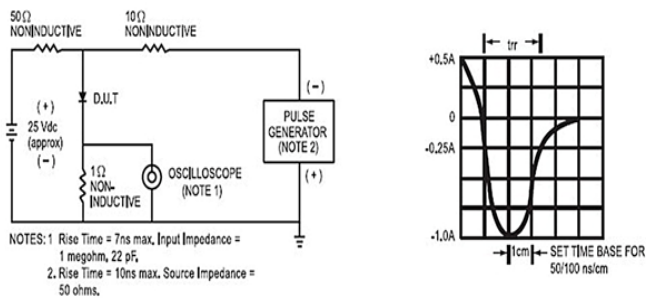 50Ω
NONINDUCTIVE
10Ω
NONINDUCTIVE
(+)
25 Vdc
(approx)
(−)
D.U.T
1Ω
NON-
INDUCTIVE
OSCILLOSCOPE
(NOTE 1)
(−)
PULSE
GENERATOR
(NOTE 2)
(+)
NOTES: 1 Rise Time = 7ns max. Input Impedance =
1 megohm, 22 pF.
2. Rise Time = 10ns max. Source Impedance =
50 ohms.
trr
+0.5A
0
-0.25A
-1.0A
1cm
SET TIME BASE FOR
50/100 ns/cm